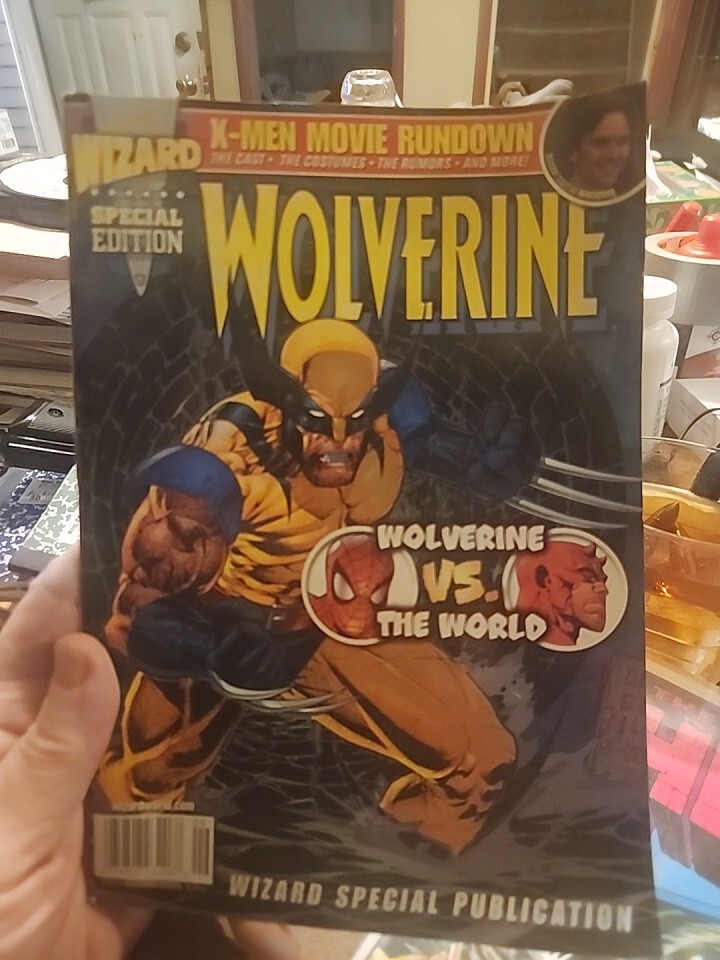 WIZARD
SPECIAL
EDITION
X-MEN MOVIE RUNDOWN
THE CAST • THE COSTUMES • THE RUMORS • AND MORE!
WOLVERINE
WOLVERINE
VS.
THE WORLD
WIZARD SPECIAL PUBLICATION